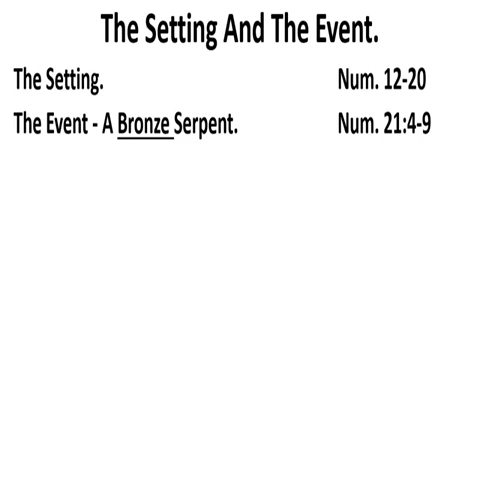 The Setting And The Event.
The Setting. Num. 12-20
The Event - A Bronze Serpent. Num. 21:4-9